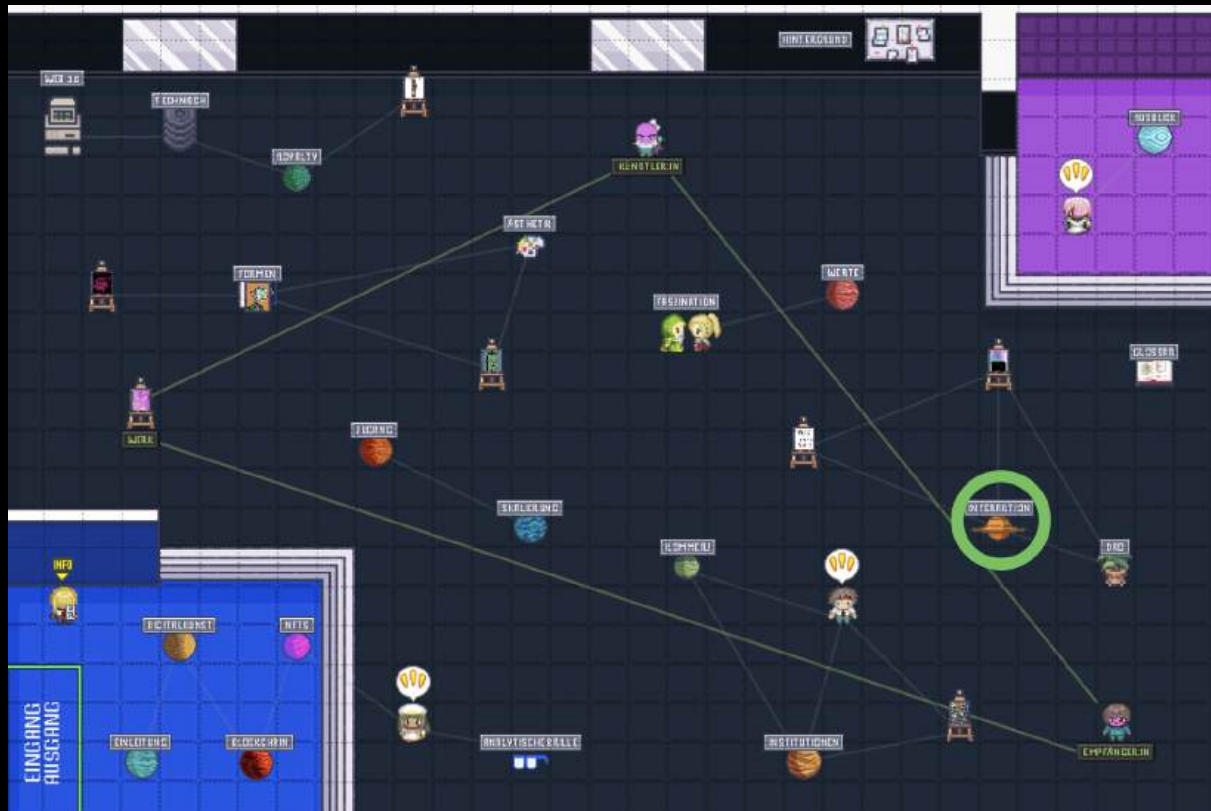 HINTERGRUND
WEB 3.0
TECHNISCH
AUSBLICK
ROYALTY
KÜNSTLER:IN
ÄSTHETIK
FORMEN
WERTE
FASZINATION
GLOSSAR
ZUGANG
WERK
SKALIERUNG
INTERAKTION
KOMMERZ
DAO
INFO
DIGITALKUNST
NFTS
EINGANG
AUSGANG
EINLEITUNG
BLOCKCHAIN
ANALYTISCHE BRILLE
INSTITUTIONEN
EMPFÄNGER:IN